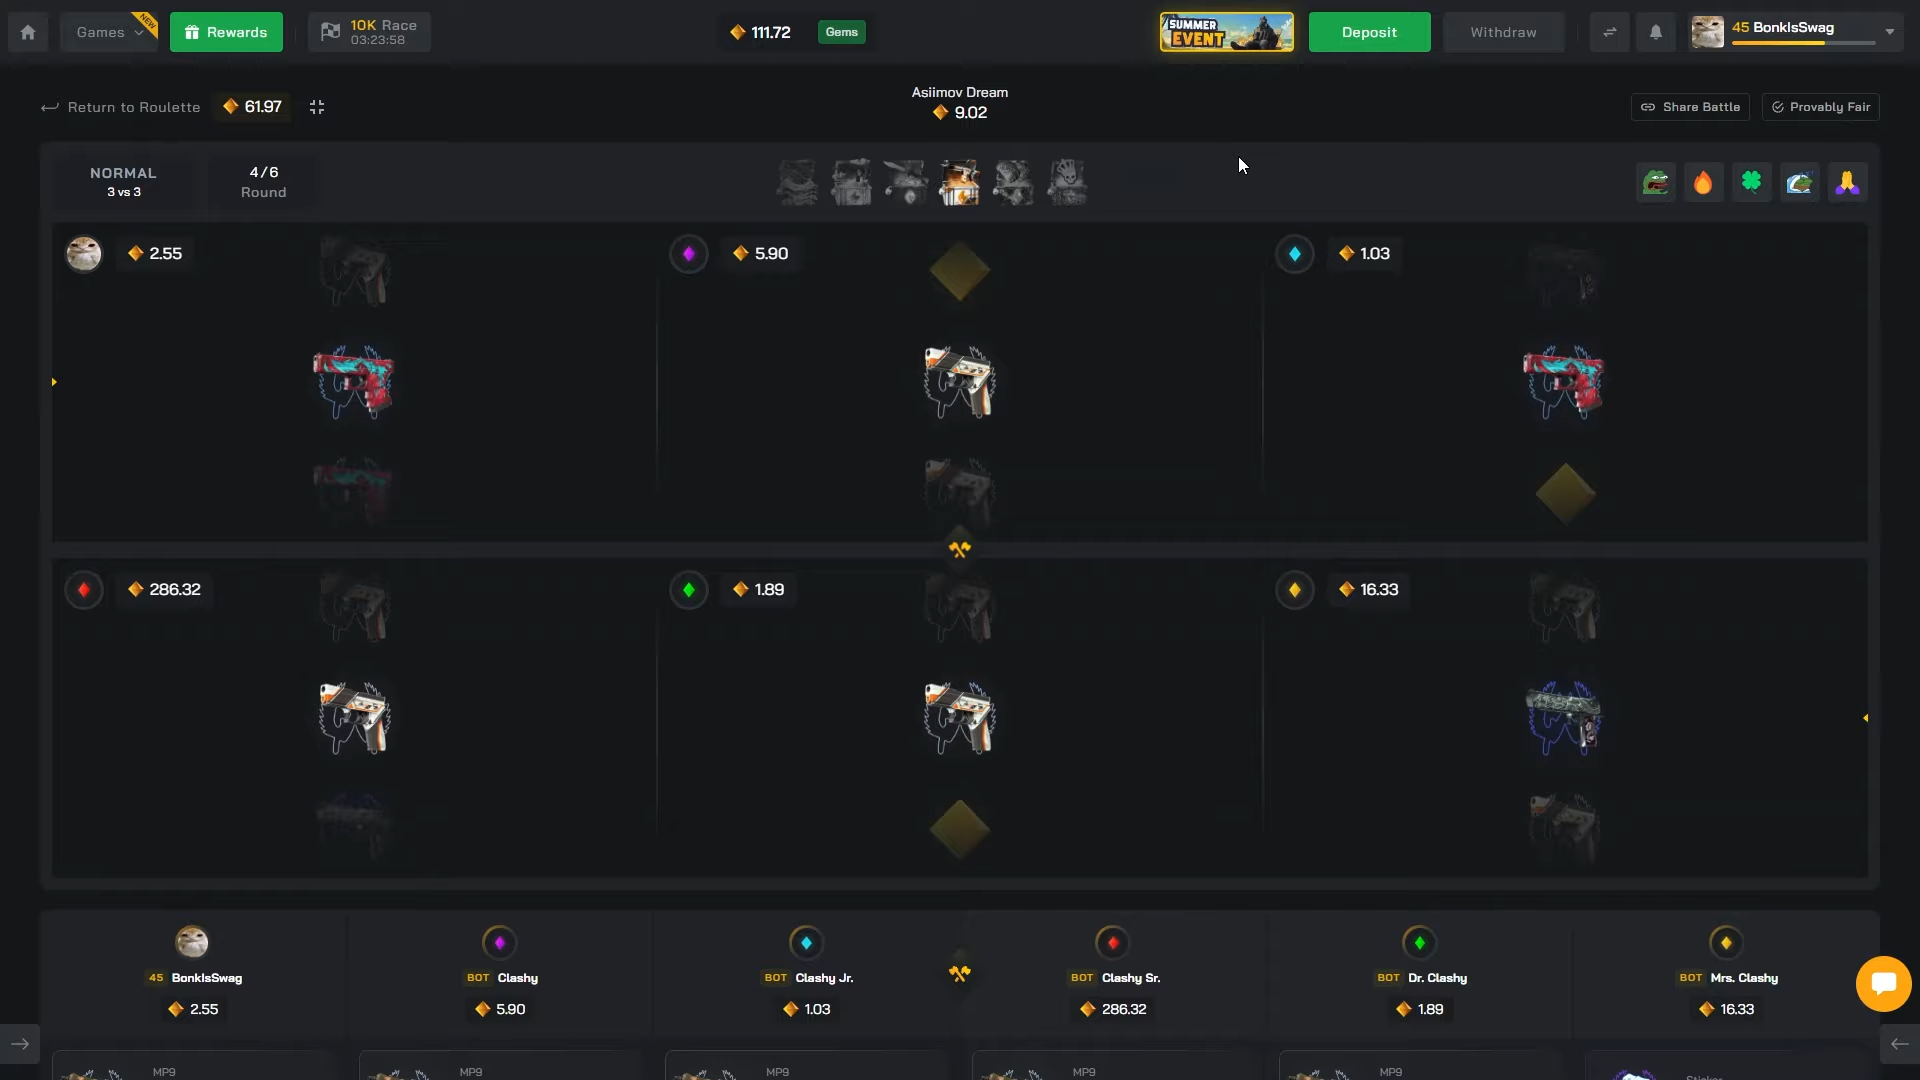 Games
NEW
Rewards
10K Race
03:23:58
111.72
Gems
SUMMER
EVENT
Deposit
Withdraw
45 BonkIsSwag
Return to Roulette
61.97
Asiimov Dream
9.02
Share Battle
Provably Fair
NORMAL
3 vs 3
4/6
Round
2.55
5.90
1.03
286.32
1.89
16.33
45 BonkIsSwag
2.55
BOT Clashy
5.90
BOT Clashy Jr.
1.03
BOT Clashy Sr.
286.32
BOT Dr. Clashy
1.89
BOT Mrs. Clashy
16.33
MP9
MP9
MP9
MP9
MP9
Sticker